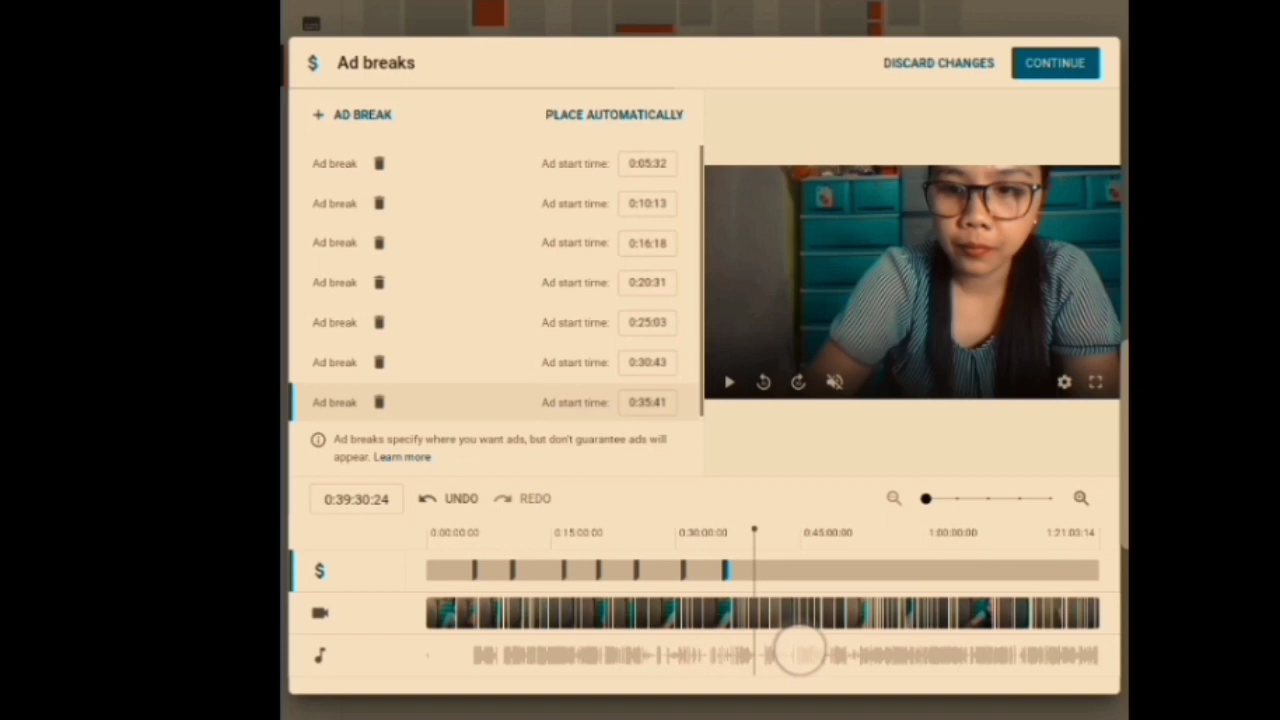 $ Ad breaks DISCARD CHANGES CONTINUE
+ AD BREAK PLACE AUTOMATICALLY
Ad break Ad start time: 0:05:32
Ad break Ad start time: 0:10:13
Ad break Ad start time: 0:16:18
Ad break Ad start time: 0:20:31
Ad break Ad start time: 0:25:03
Ad break Ad start time: 0:30:43
Ad break Ad start time: 0:35:41
Ad breaks specify where you want ads, but don't guarantee ads will
appear. Learn more
0:39:30:24 UNDO REDO
0:00:00:00 0:15:00:00 0:30:00:00 0:45:00:00 1:00:00:00 1:21:03:14
$